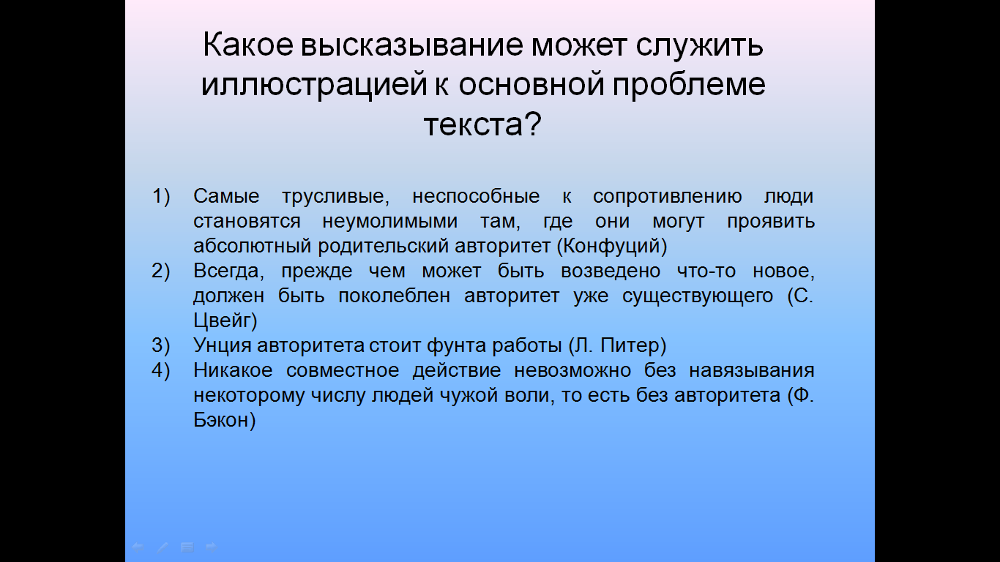 Какое высказывание может служить
иллюстрацией к основной проблеме
текста?
1) Самые трусливые, неспособные к сопротивлению люди
становятся неумолимыми там, где они могут проявить
абсолютный родительский авторитет (Конфуций)
2) Всегда, прежде чем может быть возведено что-то новое,
должен быть поколеблен авторитет уже существующего (С.
Цвейг)
3) Унция авторитета стоит фунта работы (Л. Питер)
4) Никакое совместное действие невозможно без навязывания
некоторому числу людей чужой воли, то есть без авторитета (Ф.
Бэкон)